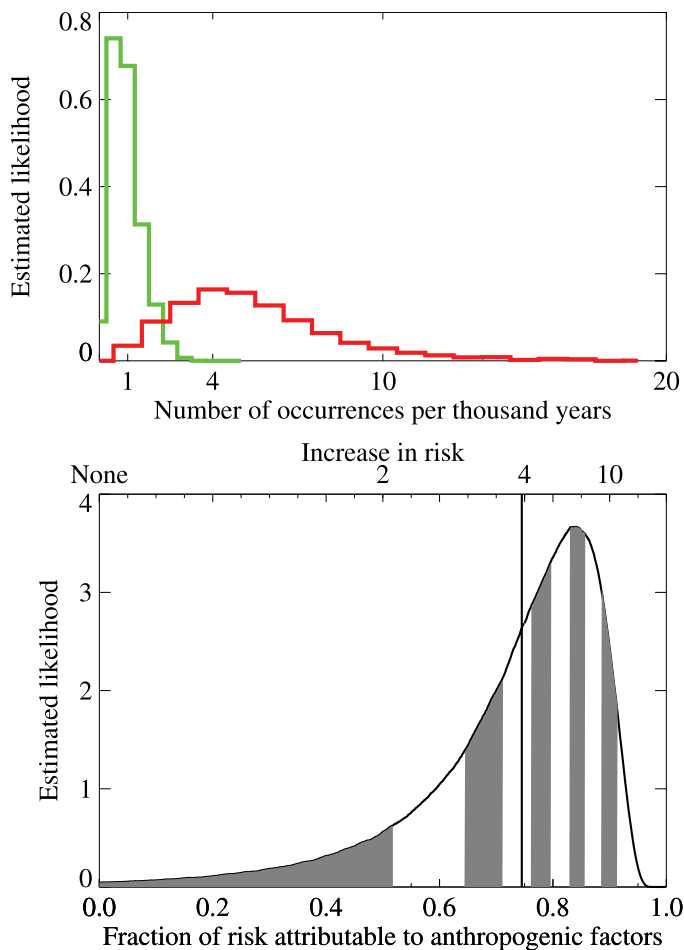 0.8
0.6
0.4
0.2
0
Estimated likelihood
1 4 10 20
Number of occurrences per thousand years
Increase in risk
None 2 4 10
4
3
2
1
0
Estimated likelihood
0.0 0.2 0.4 0.6 0.8 1.0
Fraction of risk attributable to anthropogenic factors